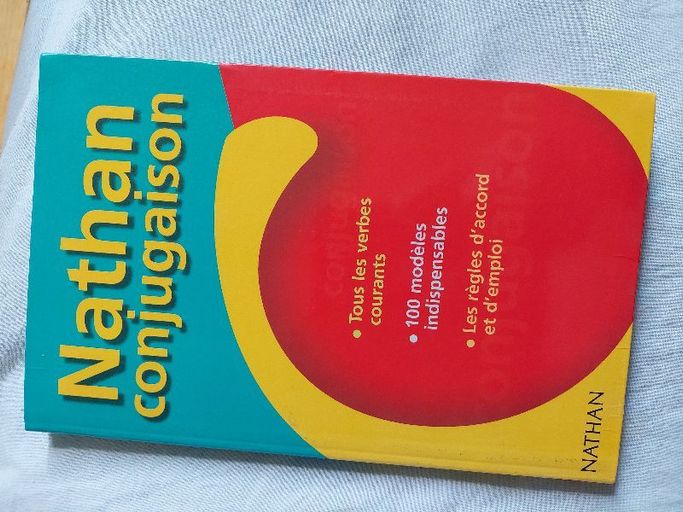 Nathan
conjugaison
• Tous les verbes
courants
• 100 modèles
indispensables
• Les règles d'accord
et d'emploi
NATHAN